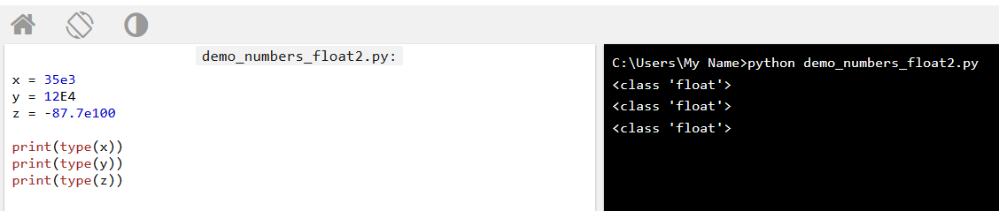 demo_numbers_float2.py:
x = 35e3
y = 12E4
z = -87.7e100
print(type(x))
print(type(y))
print(type(z))
C:\Users\My Name>python demo_numbers_float2.py
<class 'float'>
<class 'float'>
<class 'float'>